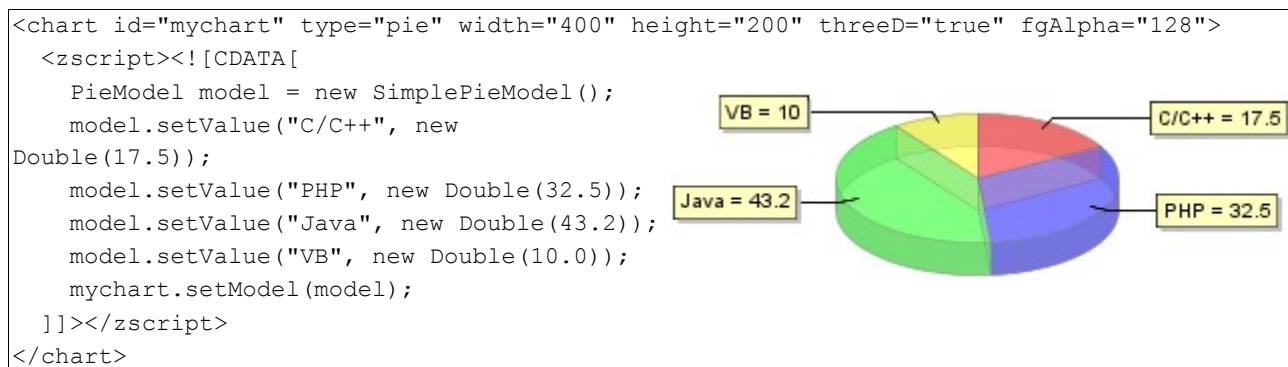 <chart id="mychart" type="pie" width="400" height="200" threeD="true" fgAlpha="128">
<zscript><![CDATA[
PieModel model = new SimplePieModel();
model.setValue("C/C++", new
Double(17.5));
model.setValue("PHP", new Double(32.5));
model.setValue("Java", new Double(43.2));
model.setValue("VB", new Double(10.0));
mychart.setModel(model);
]]></zscript>
</chart>
VB = 10
C/C++ = 17.5
Java = 43.2
PHP = 32.5